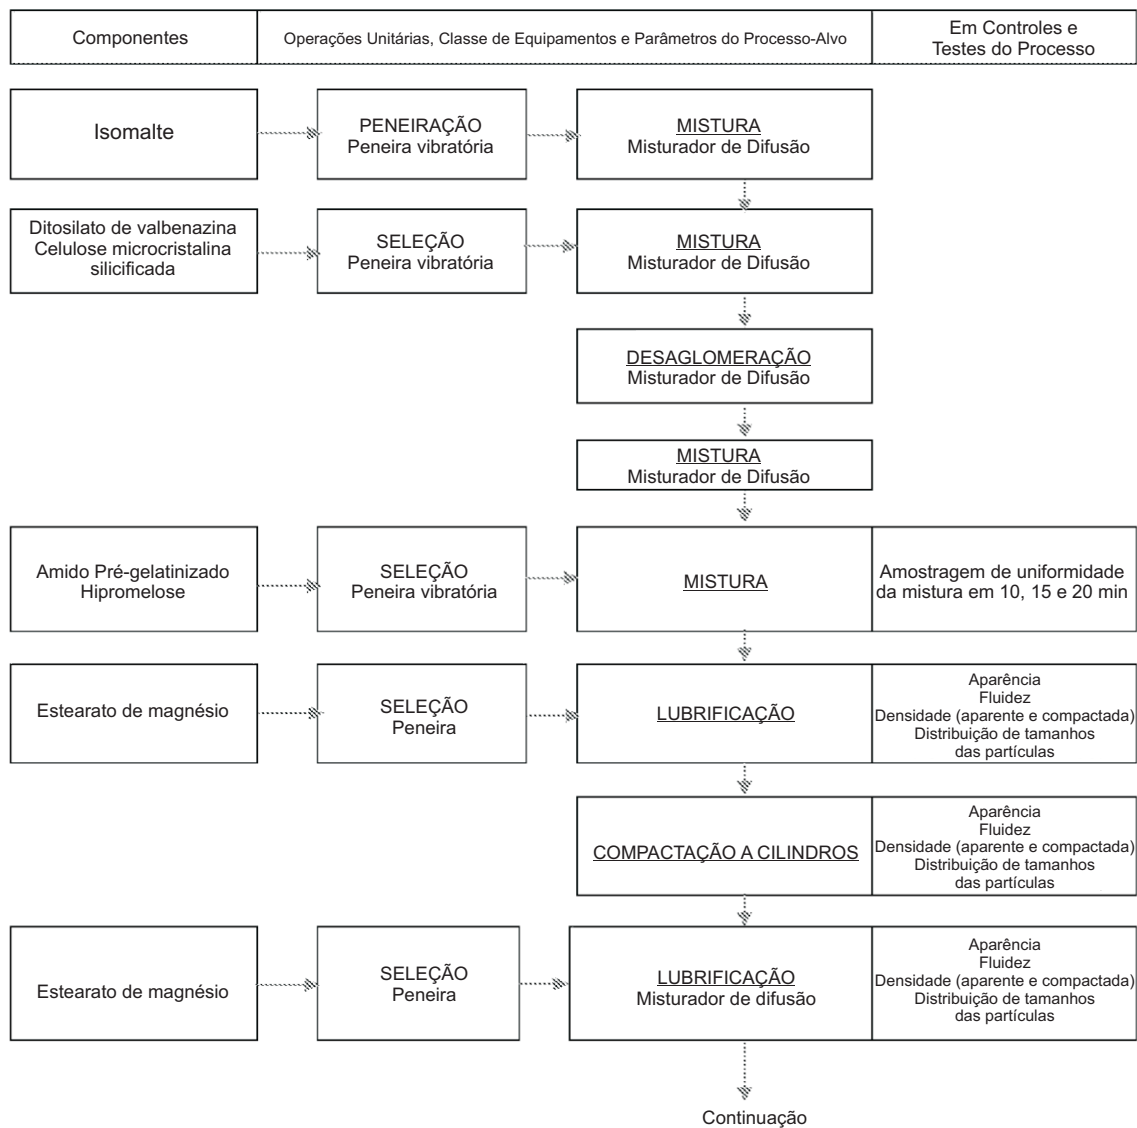 Componentes
Operações Unitárias, Classe de Equipamentos e Parâmetros do Processo-Alvo
Em Controles e
Testes do Processo
Isomalte
PENEIRAÇÃO
Peneira vibratória
MISTURA
Misturador de Difusão
Ditosilato de valbenazina
Celulose microcristalina
silicificada
SELEÇÃO
Peneira vibratória
MISTURA
Misturador de Difusão
DESAGLOMERAÇÃO
Misturador de Difusão
MISTURA
Misturador de Difusão
Amido Pré-gelatinizado
Hipromelose
SELEÇÃO
Peneira vibratória
MISTURA
Amostragem de uniformidade
da mistura em 10, 15 e 20 min
Estearato de magnésio
SELEÇÃO
Peneira
LUBRIFICAÇÃO
Aparência
Fluidez
Densidade (aparente e compactada)
Distribuição de tamanhos
das partículas
COMPACTAÇÃO A CILINDROS
Aparência
Fluidez
Densidade (aparente e compactada)
Distribuição de tamanhos
das partículas
Estearato de magnésio
SELEÇÃO
Peneira
LUBRIFICAÇÃO
Misturador de difusão
Aparência
Fluidez
Densidade (aparente e compactada)
Distribuição de tamanhos
das partículas
Continuação